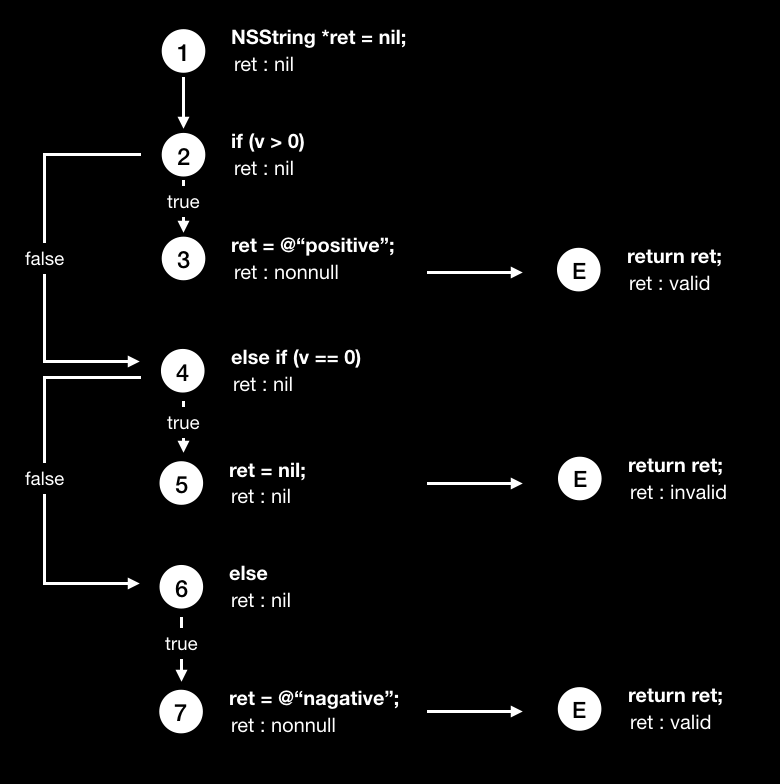 1
NSString *ret = nil;
ret : nil
2
if (v > 0)
ret : nil
true
false
3
ret = @“positive”;
ret : nonnull
E
return ret;
ret : valid
4
else if (v == 0)
ret : nil
true
false
5
ret = nil;
ret : nil
E
return ret;
ret : invalid
6
else
ret : nil
true
7
ret = @“nagative”;
ret : nonnull
E
return ret;
ret : valid